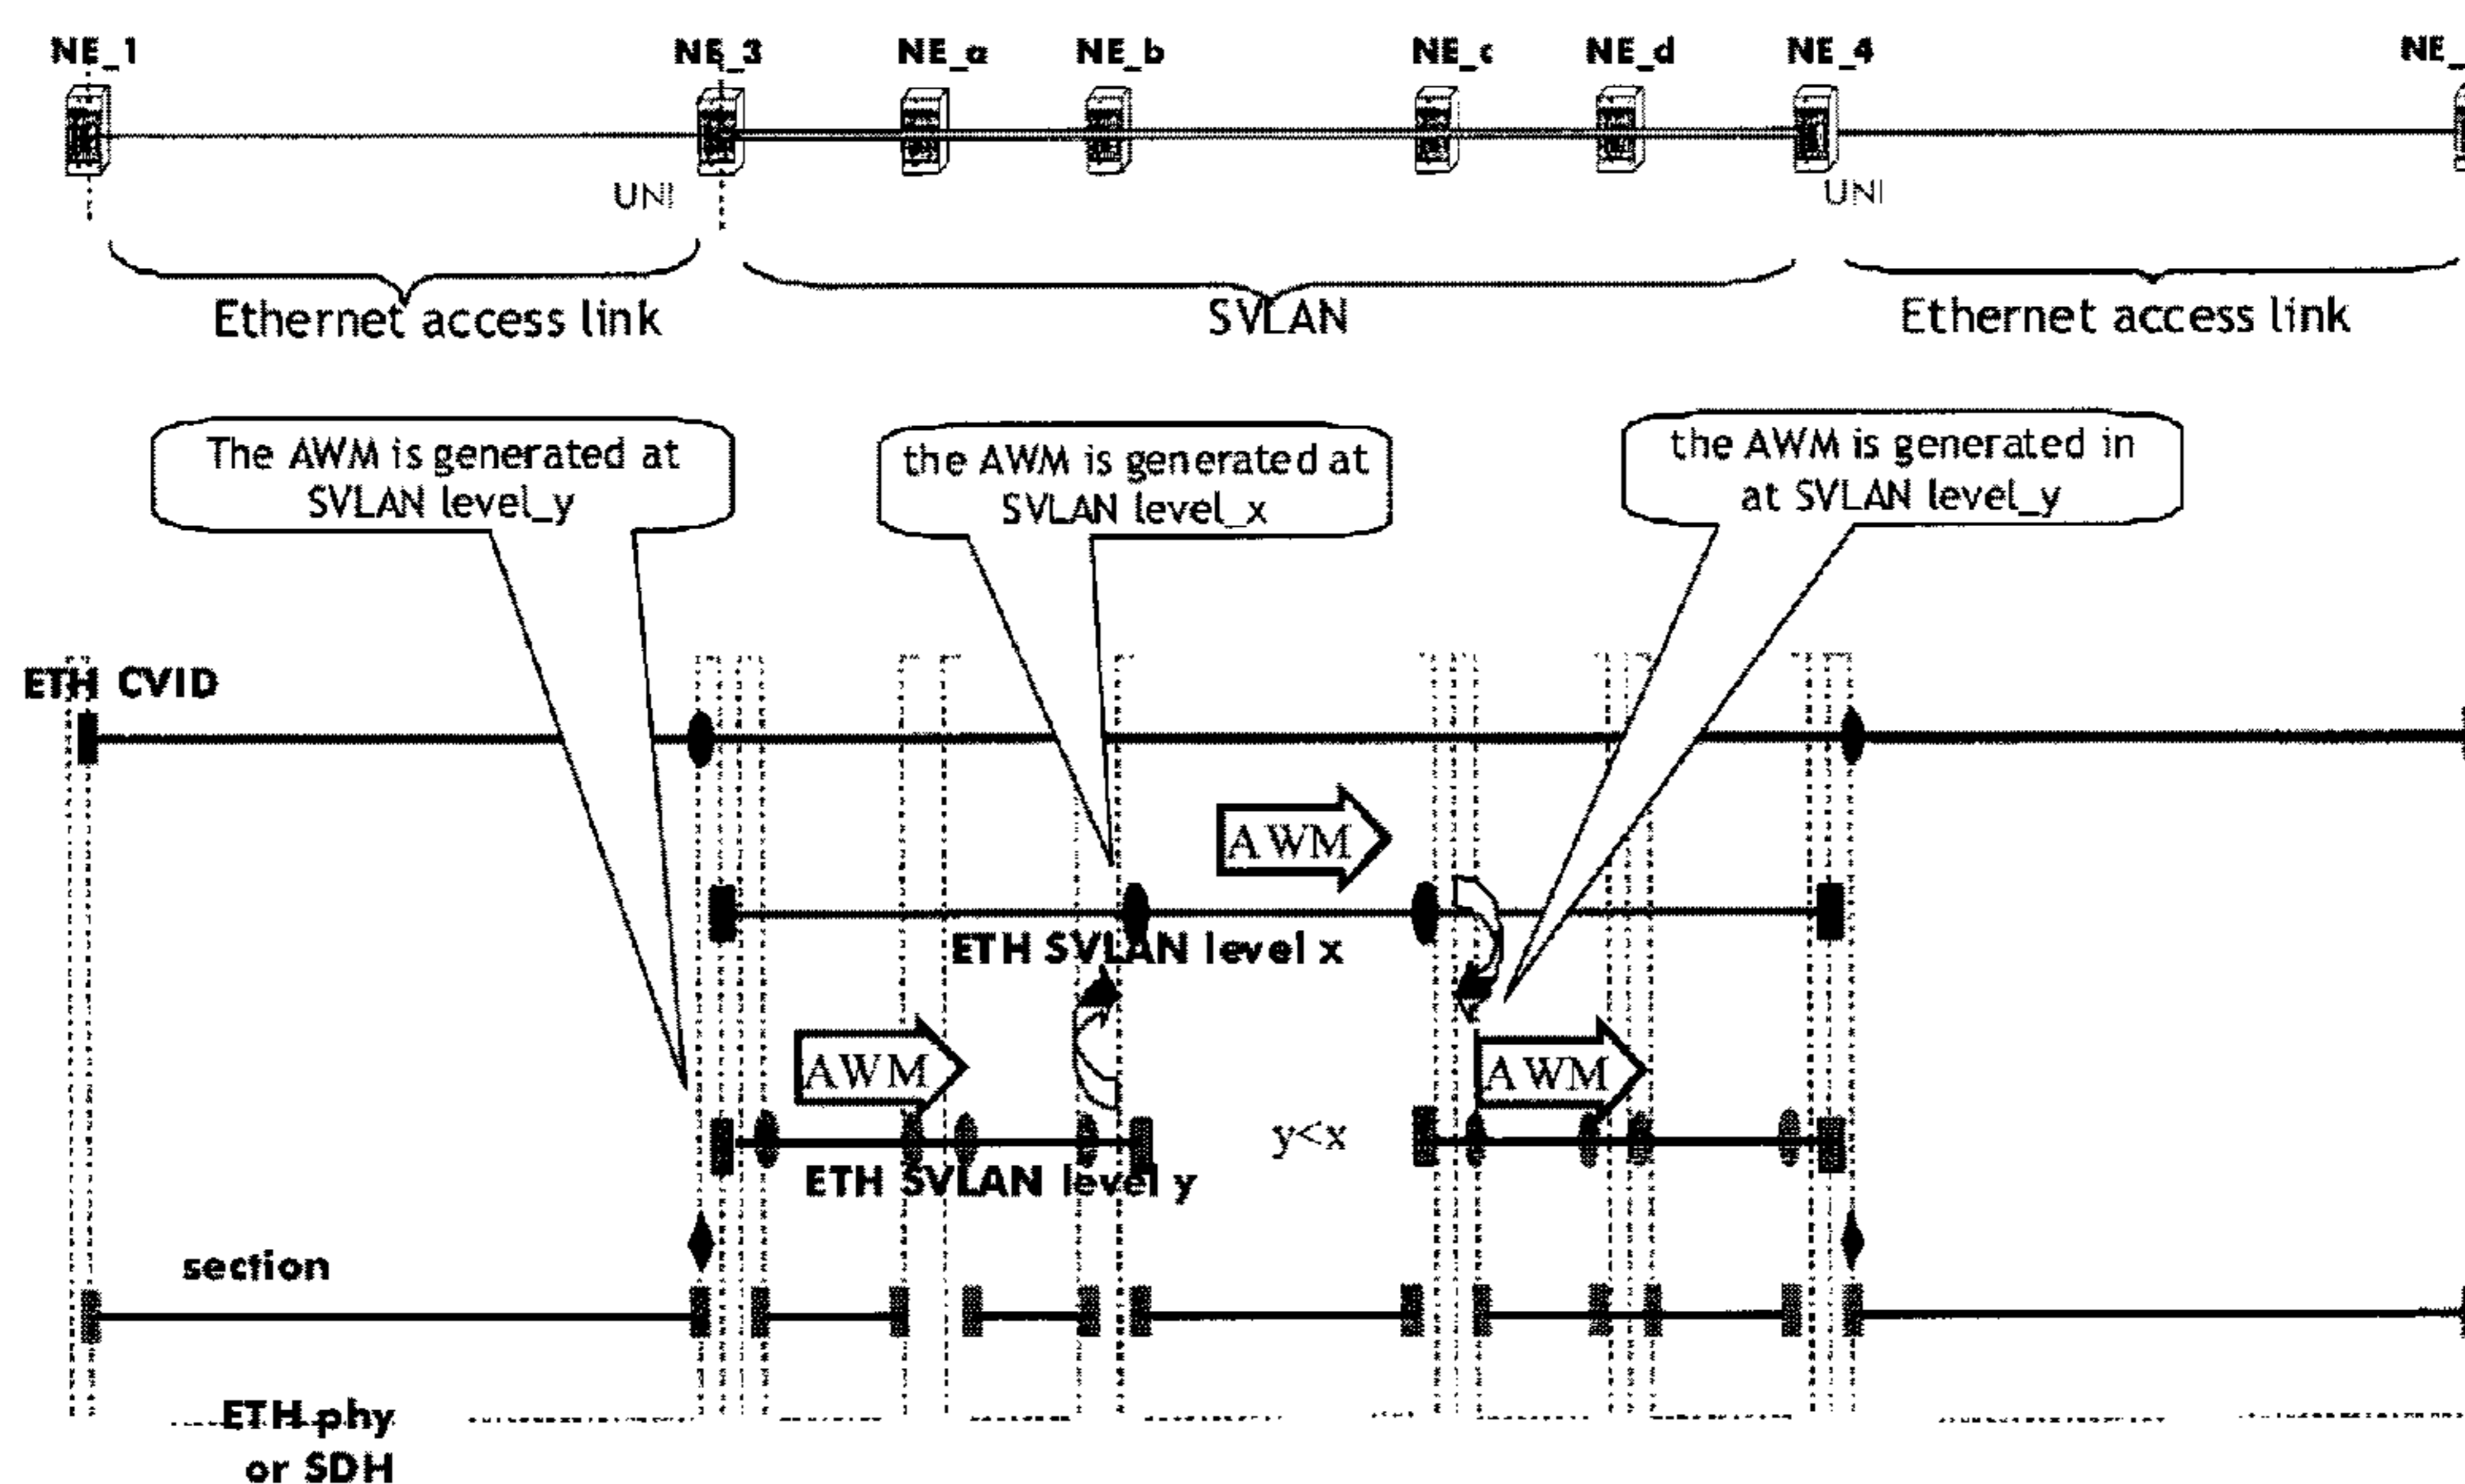 NE_1
NE_3
NE_a
NE_b
NE_c
NE_d
NE_4
NE_
UNI
UNI
Ethernet access link
SVLAN
Ethernet access link
The AWM is generated at
SVLAN level_y
the AWM is generated at
SVLAN level_x
the AWM is generated in
at SVLAN level_y
ETH CVID
AWM
ETH SVLAN level x
AWM
AWM
y<x
ETH SVLAN level y
section
ETH phy
or SDH